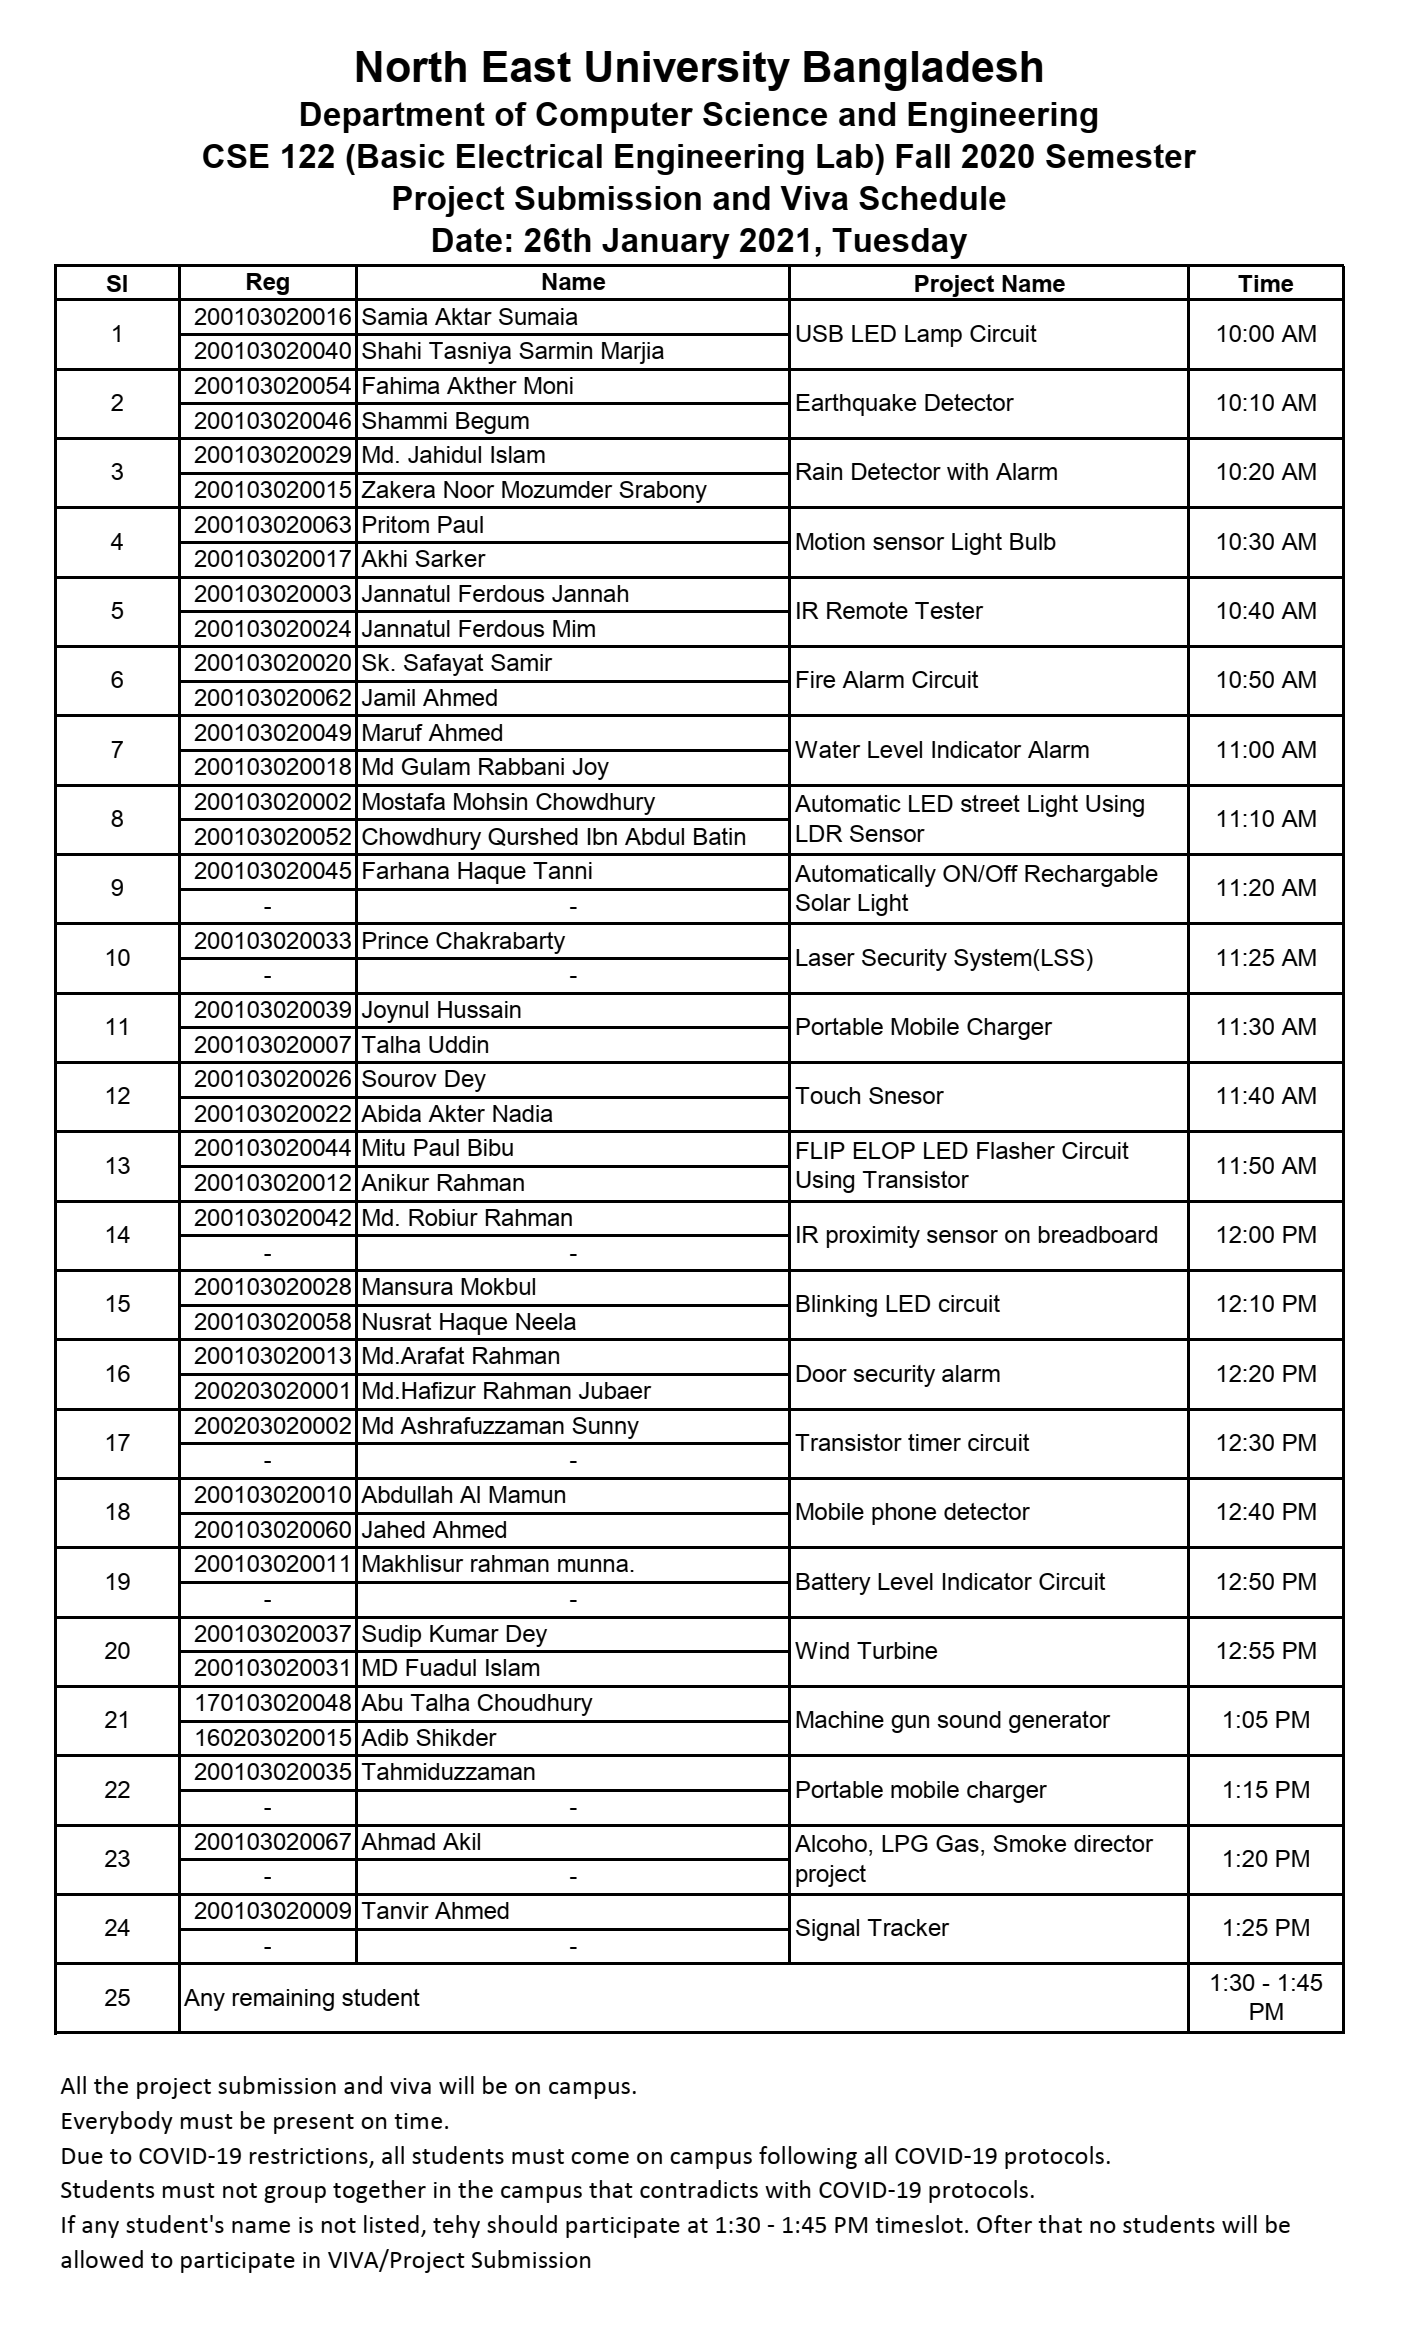 North East University Bangladesh
Department of Computer Science and Engineering
CSE 122 (Basic Electrical Engineering Lab) Fall 2020 Semester
Project Submission and Viva Schedule
Date: 26th January 2021, Tuesday
Sl Reg Name Project Name Time
1 200103020016 Samia Aktar Sumaia USB LED Lamp Circuit 10:00 AM
200103020040 Shahi Tasniya Sarmin Marjia
2 200103020054 Fahima Akther Moni Earthquake Detector 10:10 AM
200103020046 Shammi Begum
3 200103020029 Md. Jahidul Islam Rain Detector with Alarm 10:20 AM
200103020015 Zakera Noor Mozumder Srabony
4 200103020063 Pritom Paul Motion sensor Light Bulb 10:30 AM
200103020017 Akhi Sarker
5 200103020003 Jannatul Ferdous Jannah IR Remote Tester 10:40 AM
200103020024 Jannatul Ferdous Mim
6 200103020020 Sk. Safayat Samir Fire Alarm Circuit 10:50 AM
200103020062 Jamil Ahmed
7 200103020049 Maruf Ahmed Water Level Indicator Alarm 11:00 AM
200103020018 Md Gulam Rabbani Joy
8 200103020002 Mostafa Mohsin Chowdhury Automatic LED street Light Using 11:10 AM
200103020052 Chowdhury Qurshed Ibn Abdul Batin LDR Sensor
9 200103020045 Farhana Haque Tanni Automatically ON/Off Rechargable 11:20 AM
- - Solar Light
10 200103020033 Prince Chakrabarty Laser Security System(LSS) 11:25 AM
- -
11 200103020039 Joynul Hussain Portable Mobile Charger 11:30 AM
200103020007 Talha Uddin
12 200103020026 Sourov Dey Touch Snesor 11:40 AM
200103020022 Abida Akter Nadia
13 200103020044 Mitu Paul Bibu FLIP ELOP LED Flasher Circuit 11:50 AM
200103020012 Anikur Rahman Using Transistor
14 200103020042 Md. Robiur Rahman IR proximity sensor on breadboard 12:00 PM
- -
15 200103020028 Mansura Mokbul Blinking LED circuit 12:10 PM
200103020058 Nusrat Haque Neela
16 200103020013 Md.Arafat Rahman Door security alarm 12:20 PM
200203020001 Md.Hafizur Rahman Jubaer
17 200203020002 Md Ashrafuzzaman Sunny Transistor timer circuit 12:30 PM
- -
18 200103020010 Abdullah Al Mamun Mobile phone detector 12:40 PM
200103020060 Jahed Ahmed
19 200103020011 Makhlisur rahman munna. Battery Level Indicator Circuit 12:50 PM
- -
20 200103020037 Sudip Kumar Dey Wind Turbine 12:55 PM
200103020031 MD Fuadul Islam
21 170103020048 Abu Talha Choudhury Machine gun sound generator 1:05 PM
160203020015 Adib Shikder
22 200103020035 Tahmiduzzaman Portable mobile charger 1:15 PM
- -
23 200103020067 Ahmad Akil Alcoho, LPG Gas, Smoke director 1:20 PM
- - project
24 200103020009 Tanvir Ahmed Signal Tracker 1:25 PM
- -
25 Any remaining student 1:30 - 1:45
PM
All the project submission and viva will be on campus.
Everybody must be present on time.
Due to COVID-19 restrictions, all students must come on campus following all COVID-19 protocols.
Students must not group together in the campus that contradicts with COVID-19 protocols.
If any student's name is not listed, tehy should participate at 1:30 - 1:45 PM timeslot. Ofter that no students will be
allowed to participate in VIVA/Project Submission